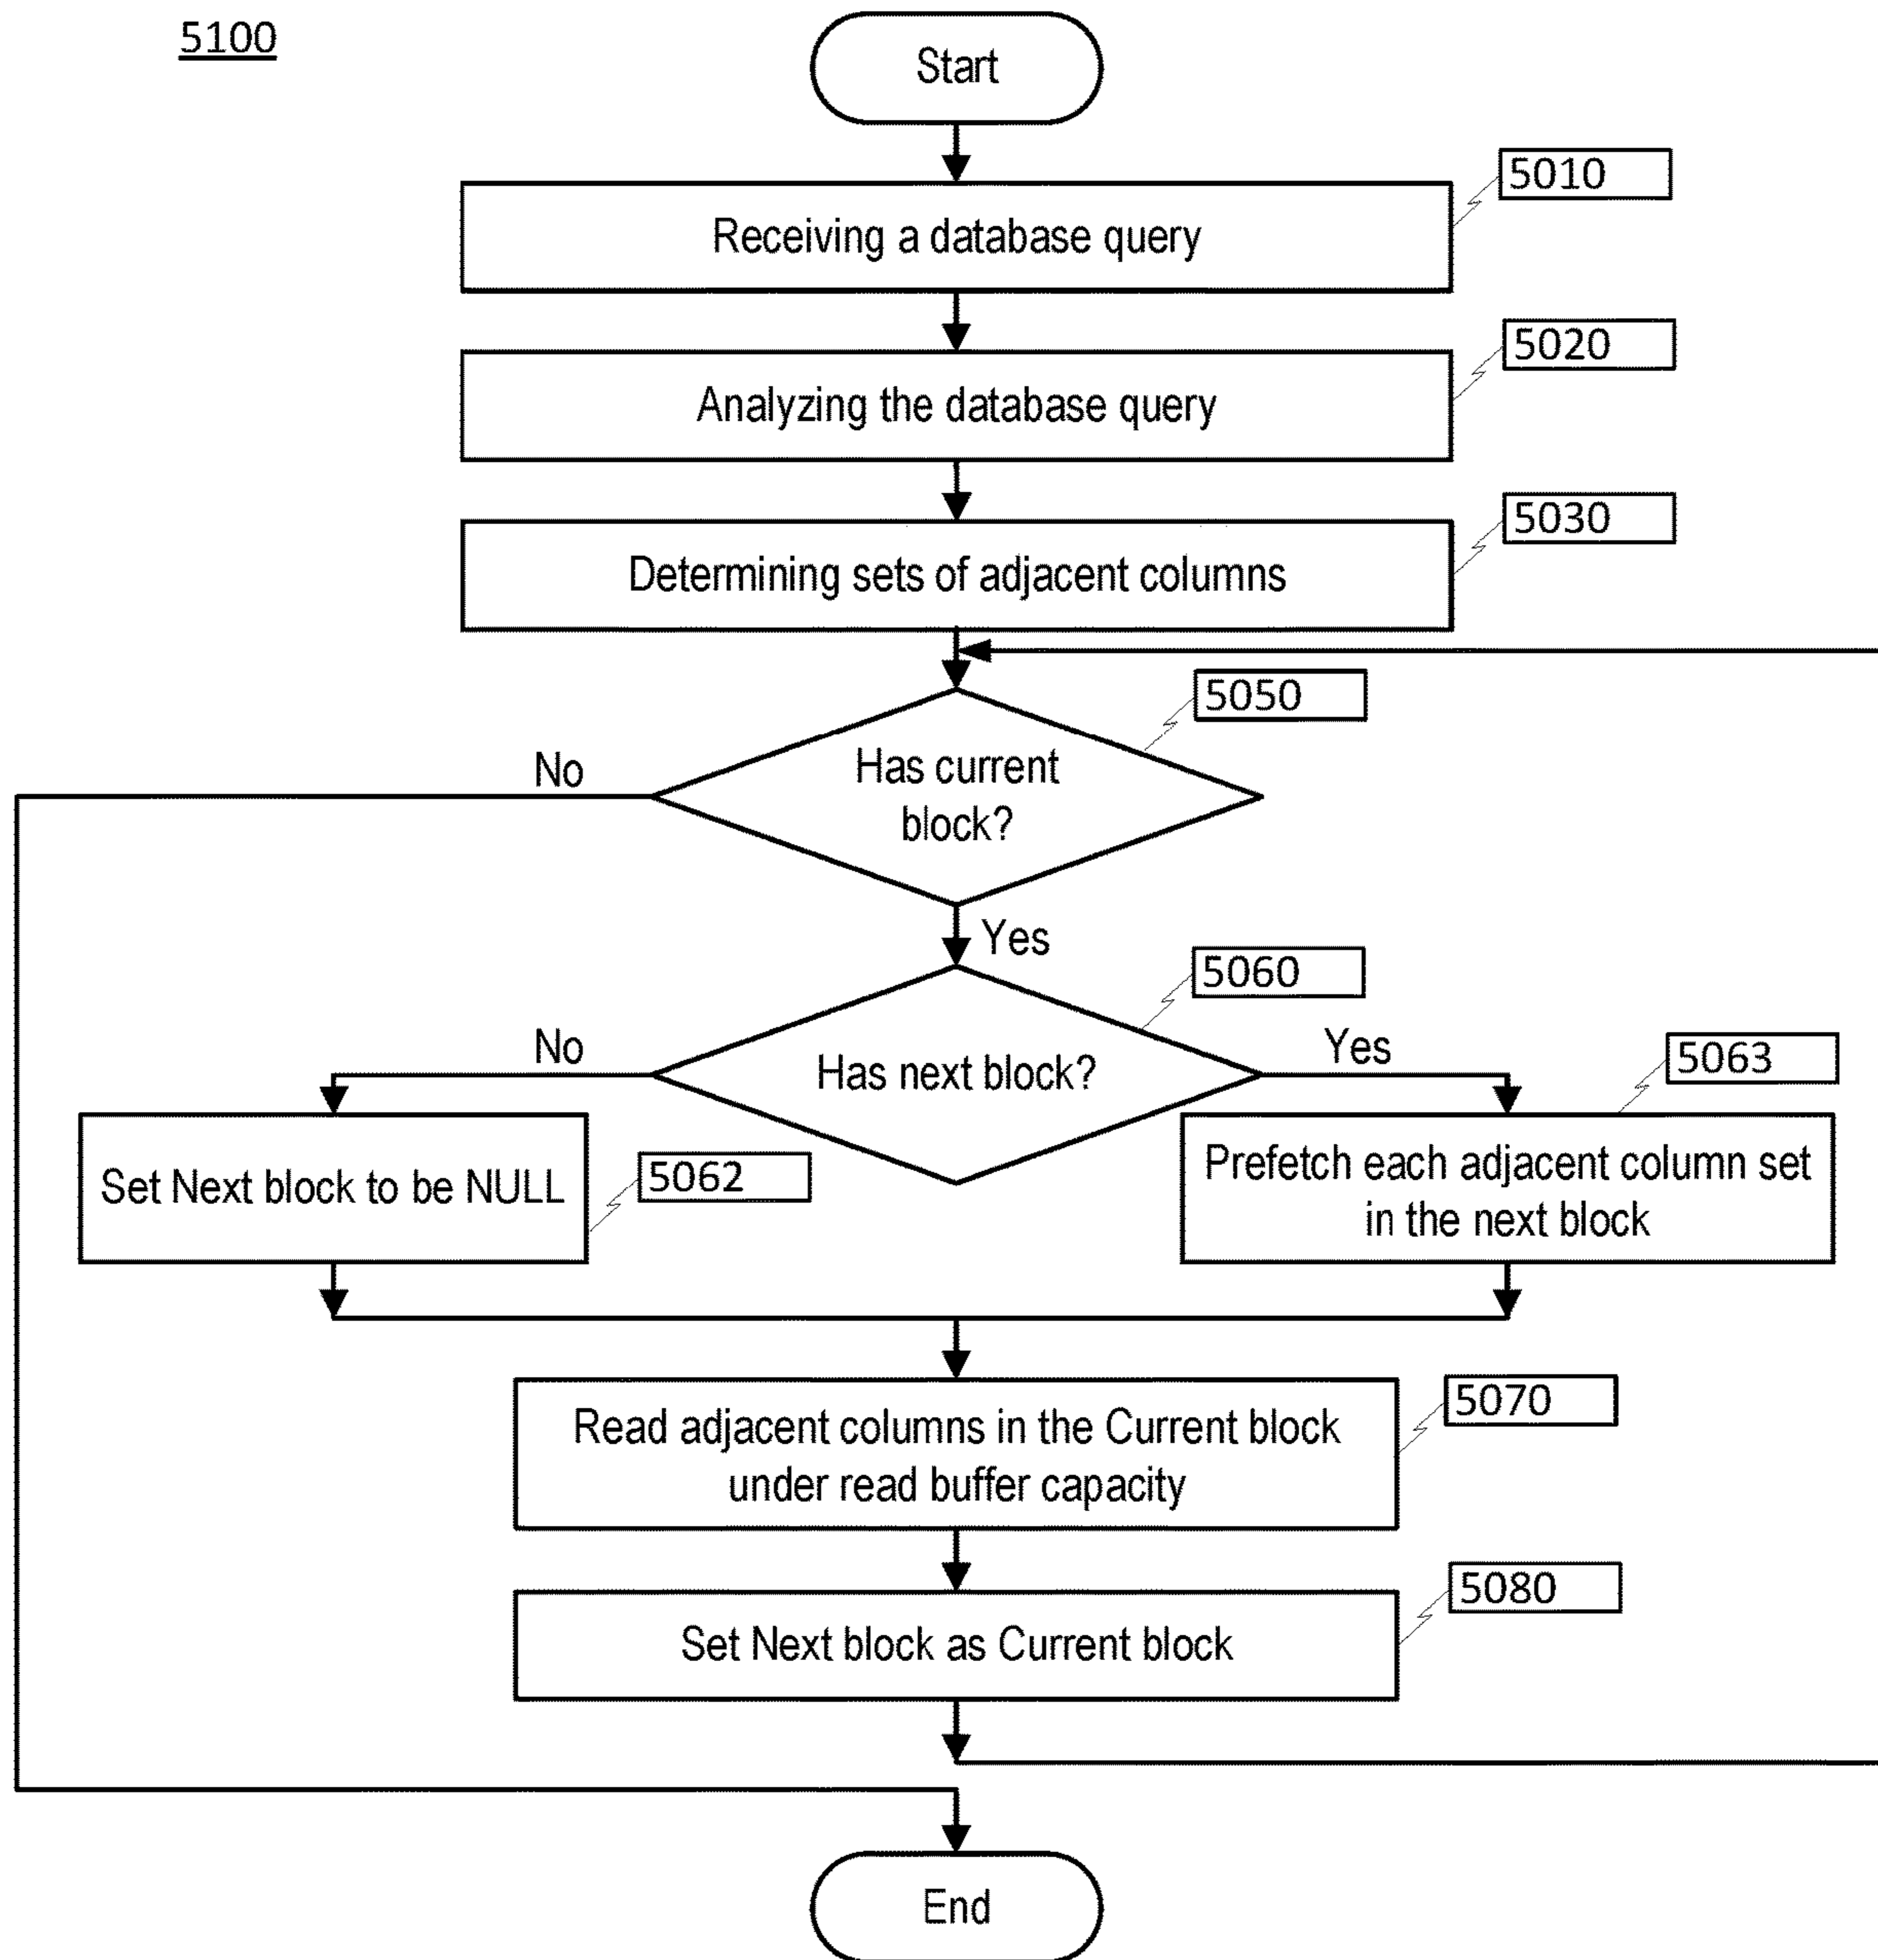 5100
Start
5010
Receiving a database query
5020
Analyzing the database query
5030
Determining sets of adjacent columns
5050
Has current
block?
No
Yes
5060
Has next block?
No
Yes
5063
Set Next block to be NULL
5062
Prefetch each adjacent column set
in the next block
5070
Read adjacent columns in the Current block
under read buffer capacity
5080
Set Next block as Current block
End